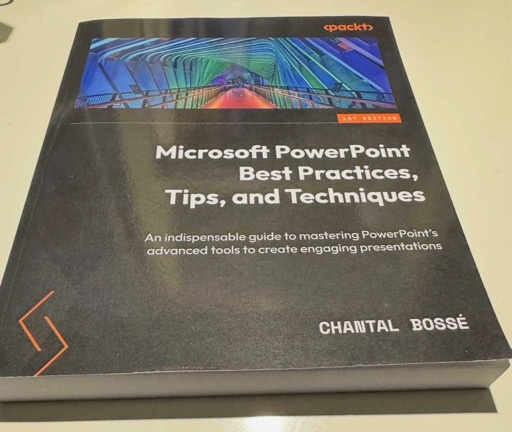 <packt>
1ST EDITION
Microsoft PowerPoint
Best Practices,
Tips, and Techniques
An indispensable guide to mastering PowerPoint's
advanced tools to create engaging presentations
CHANTAL BOSSÉ